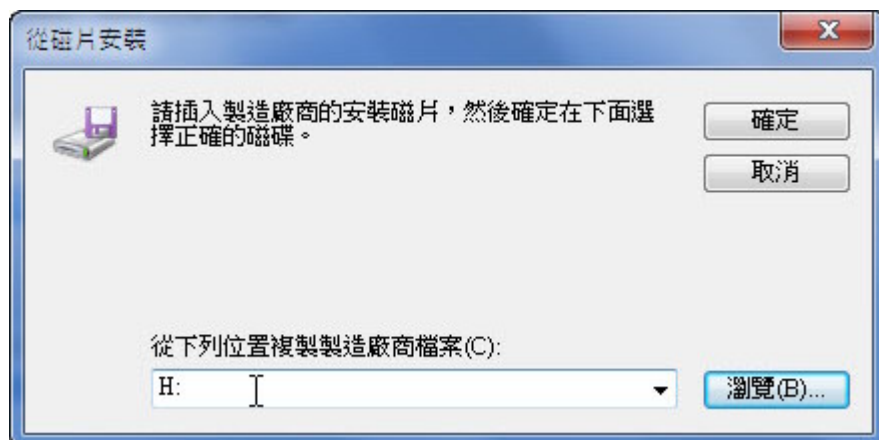 從磁片安裝
請插入製造廠商的安裝磁片，然後確定在下面選
擇正確的磁碟。
確定
取消
從下列位置複製製造廠商檔案(C):
H:
瀏覽(B)...